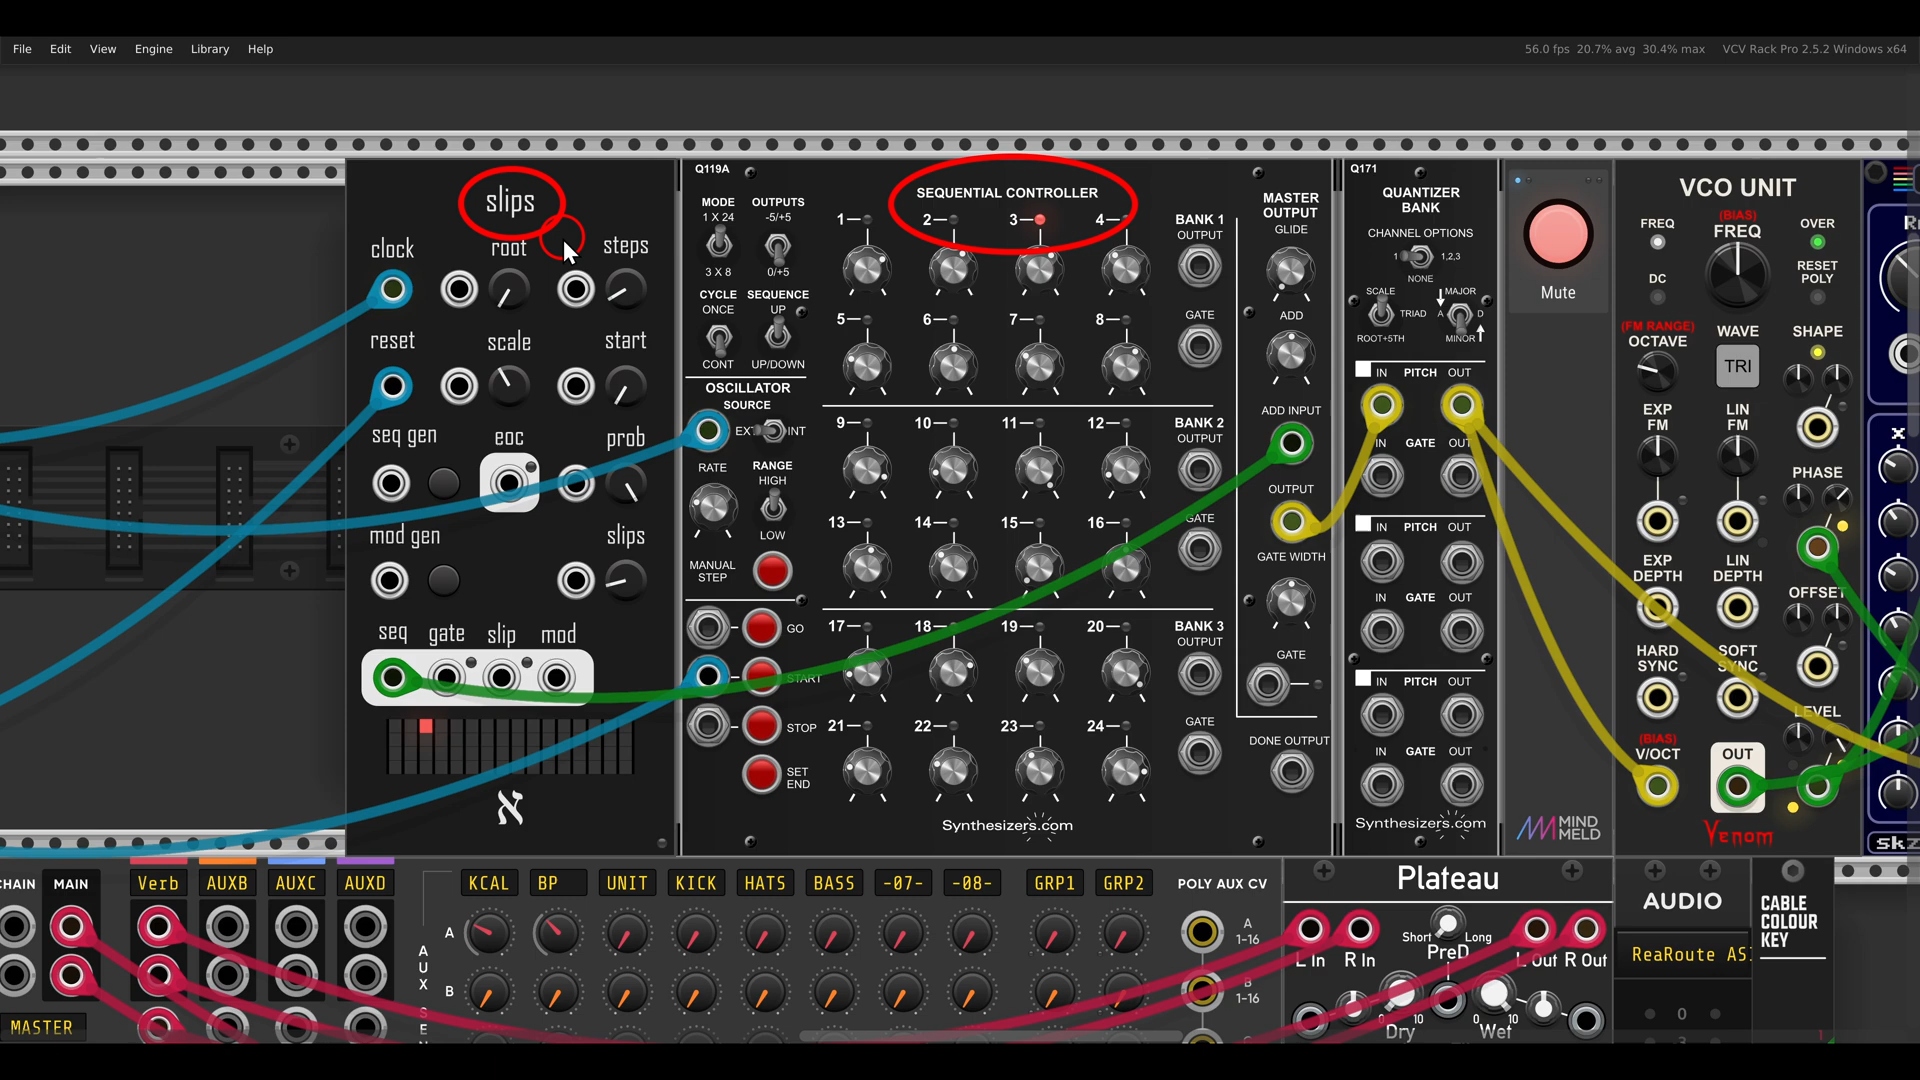 File Edit View Engine Library Help
56.0 fps 20.7% avg 30.4% max VCV Rack Pro 2.5.2 Windows x64
slips
clock root steps
reset scale start
seq gen eoc prob
mod gen slips
seq gate slip mod
א
Q119A
SEQUENTIAL CONTROLLER
MODE OUTPUTS
1 X 24 -5/+5
3 X 8 0/+5
CYCLE SEQUENCE
ONCE UP
CONT UP/DOWN
OSCILLATOR
SOURCE
EXT INT
RATE RANGE
HIGH
LOW
MANUAL
STEP
GO
START
STOP
SET
END
1 2 3 4
5 6 7 8
9 10 11 12
13 14 15 16
17 18 19 20
21 22 23 24
BANK 1
OUTPUT
GATE
BANK 2
OUTPUT
GATE
BANK 3
OUTPUT
GATE
MASTER
OUTPUT
GLIDE
ADD
ADD INPUT
OUTPUT
GATE WIDTH
GATE
DONE OUTPUT
Synthesizers.com
Q171
QUANTIZER
BANK
CHANNEL OPTIONS
1 1,2,3
NONE
SCALE MAJOR
TRIAD A D
ROOT+5TH MINOR
IN PITCH OUT
IN GATE OUT
IN PITCH OUT
IN GATE OUT
IN PITCH OUT
IN GATE OUT
Synthesizers.com
Mute
MIND
MELD
VCO UNIT
FREQ (BIAS) OVER
FREQ
DC RESET
POLY
(FM RANGE)
OCTAVE WAVE SHAPE
TRI
EXP
FM LIN
FM
PHASE
EXP
DEPTH LIN
DEPTH
OFFSET
HARD
SYNC SOFT
SYNC
LEVEL
(BIAS)
V/OCT OUT
Venom
skz
CHAIN MAIN Verb AUXB AUXC AUXD
MASTER
KCAL BP UNIT KICK HATS BASS -07- -08- GRP1 GRP2
A
B
POLY AUX CV
A
1-16
B
1-16
Plateau
Short Long
PreD
L In R In L Out R Out
0 10 0 10
Dry Wet
AUDIO
ReaRoute AS
0
CABLE
COLOUR
KEY